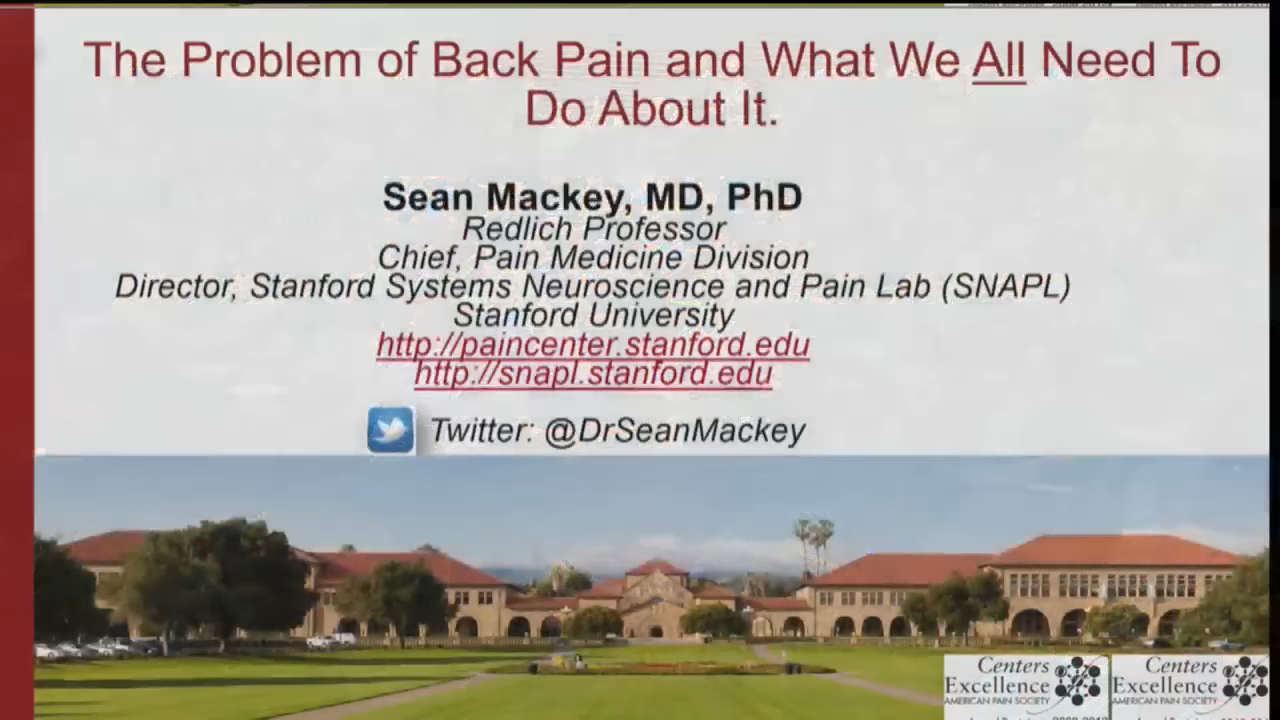 The Problem of Back Pain and What We All Need To
Do About It.
Sean Mackey, MD, PhD
Redlich Professor
Chief, Pain Medicine Division
Director, Stanford Systems Neuroscience and Pain Lab (SNAPL)
Stanford University
http://paincenter.stanford.edu
http://snapl.stanford.edu
Twitter: @DrSeanMackey
Centers
Excellence
AMERICAN PAIN SOCIETY
Centers
Excellence
AMERICAN PAIN SOCIETY